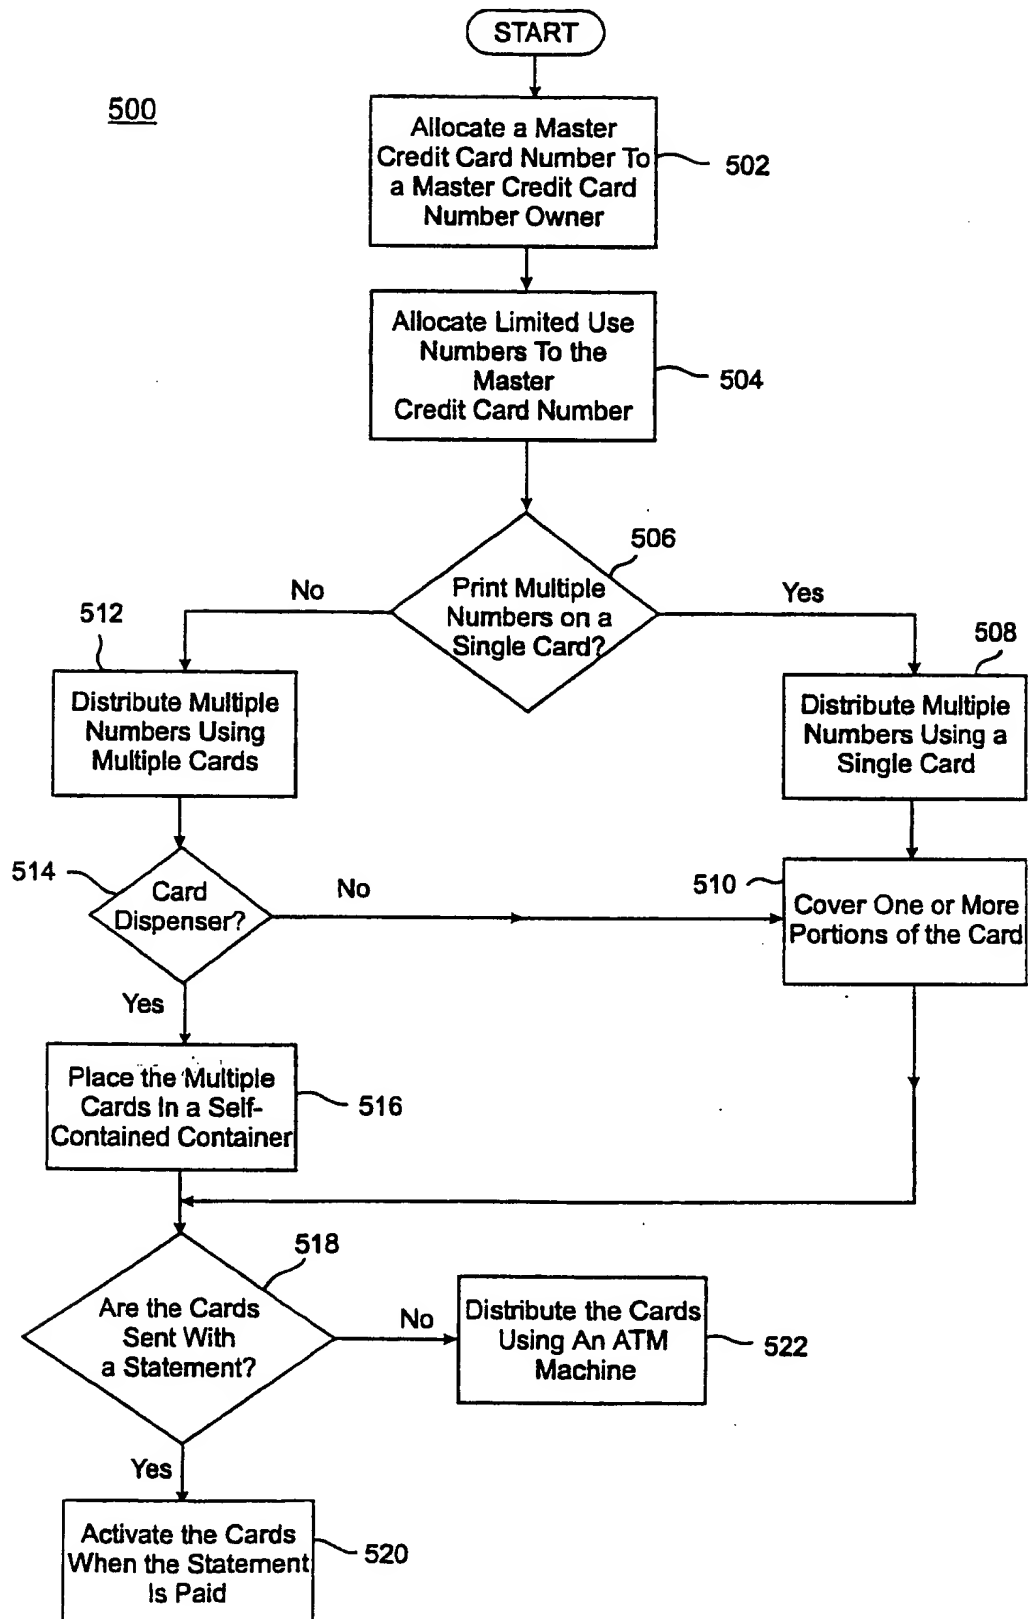 START
500
Allocate a Master
Credit Card Number To
a Master Credit Card
Number Owner
502
Allocate Limited Use
Numbers To the
Master
Credit Card Number
504
506
Print Multiple
Numbers on a
Single Card?
No
Yes
512
508
Distribute Multiple
Numbers Using
Multiple Cards
Distribute Multiple
Numbers Using a
Single Card
514
Card
Dispenser?
No
510
Cover One or More
Portions of the Card
Yes
Place the Multiple
Cards In a Self-
Contained Container
516
518
Are the Cards
Sent With
a Statement?
No
Distribute the Cards
Using An ATM
Machine
522
Yes
Activate the Cards
When the Statement
Is Paid
520